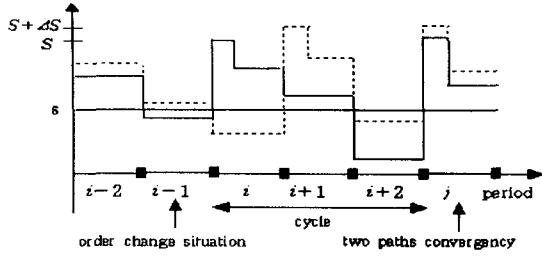 S + ΔS
S
s
i−2 i−1 i i+1 i+2 j period
cycle
order change situation two paths convergency